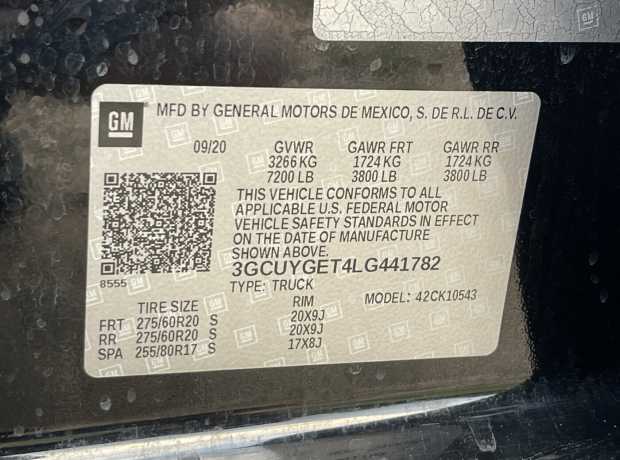 GM
MFD BY GENERAL MOTORS DE MEXICO, S. DE R.L. DE C.V.
09/20 GVWR GAWR FRT GAWR RR
3266 KG 1724 KG 1724 KG
7200 LB 3800 LB 3800 LB
THIS VEHICLE CONFORMS TO ALL
APPLICABLE U.S. FEDERAL MOTOR
VEHICLE SAFETY STANDARDS IN EFFECT
ON THE DATE OF MANUFACTURE
SHOWN ABOVE.
8555 3GCUYGET4LG441782
TYPE: TRUCK MODEL: 42CK10543
TIRE SIZE RIM
FRT 275/60R20 S 20X9J
RR 275/60R20 S 20X9J
SPA 255/80R17 S 17X8J